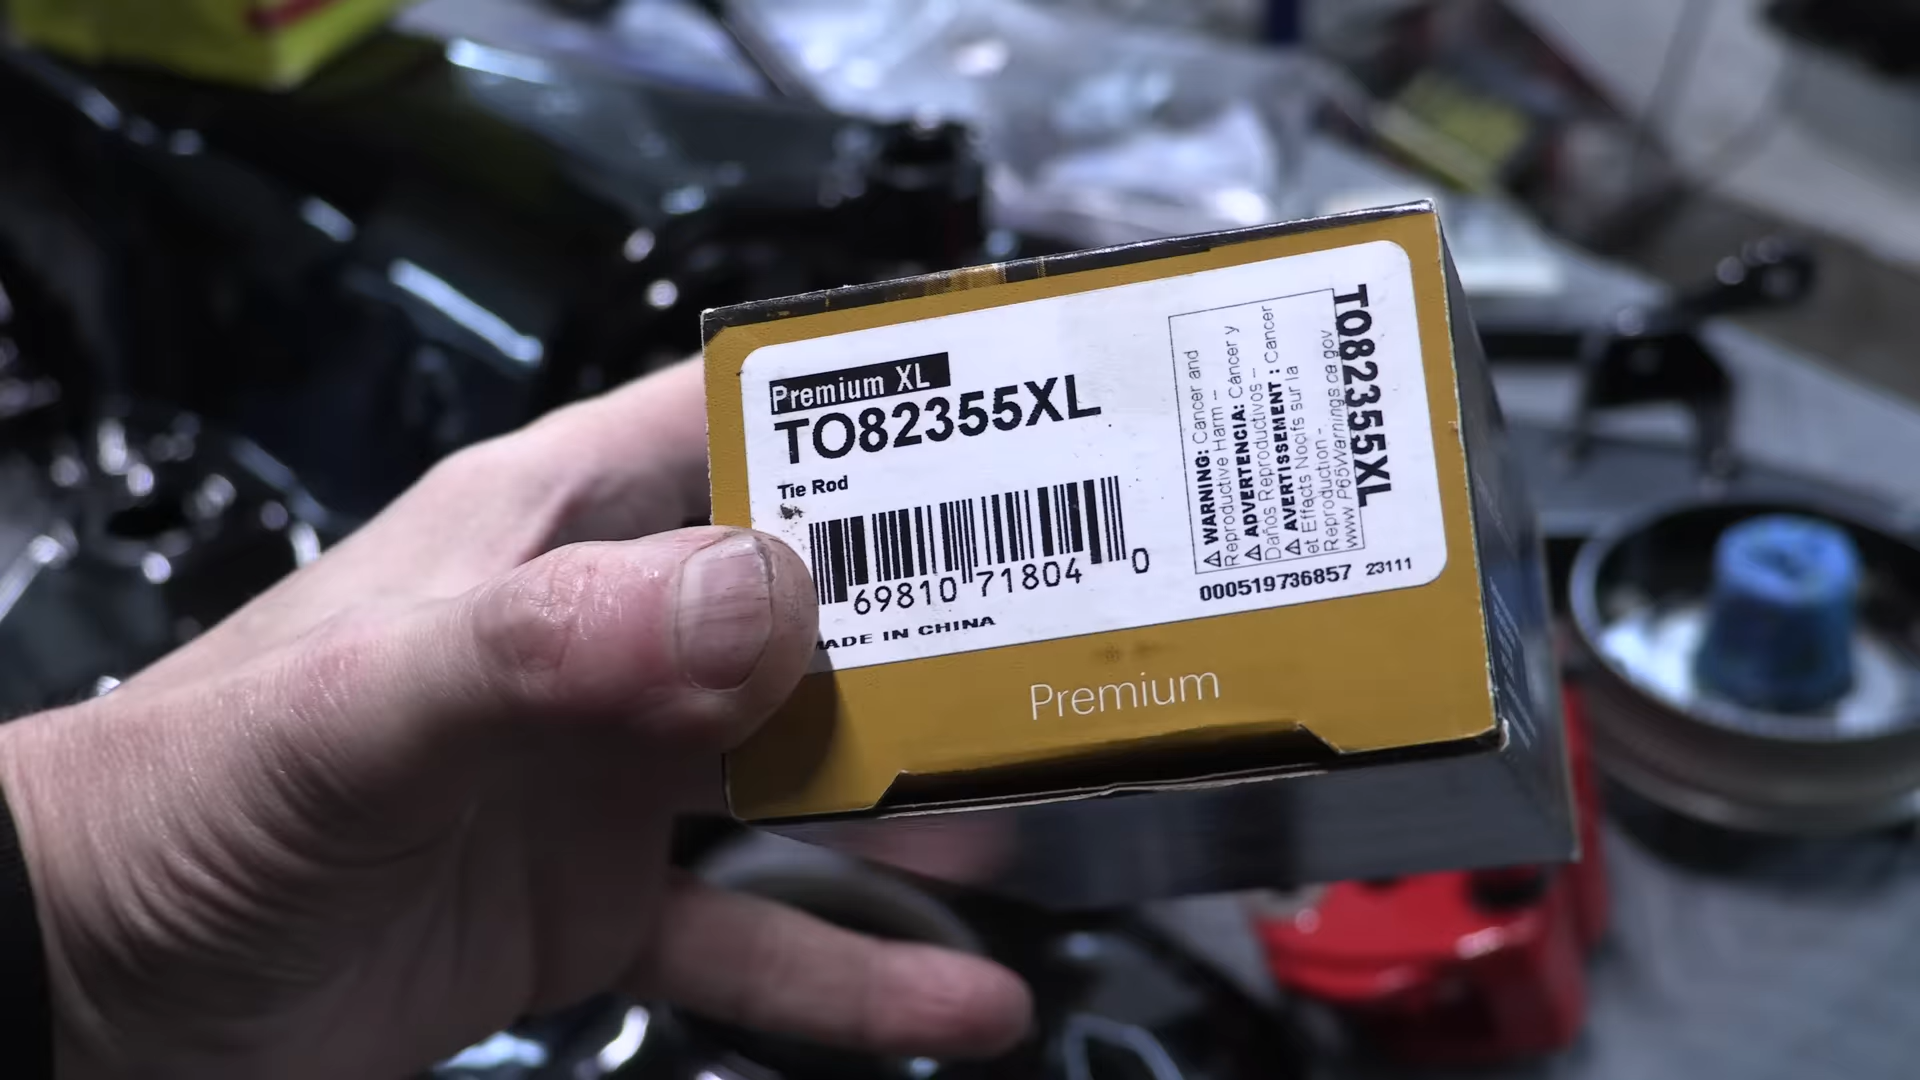 Premium XL
TO82355XL
Tie Rod
69810 71804 0
MADE IN CHINA
⚠ WARNING: Cancer and
Reproductive Harm –
⚠ ADVERTENCIA: Cáncer y
Daños Reproductivos –
⚠ AVERTISSEMENT : Cancer
et Effects Nocifs sur la
Reproduction -
www.P65Warnings.ca.gov
TO82355XL
000519736857 23111
Premium